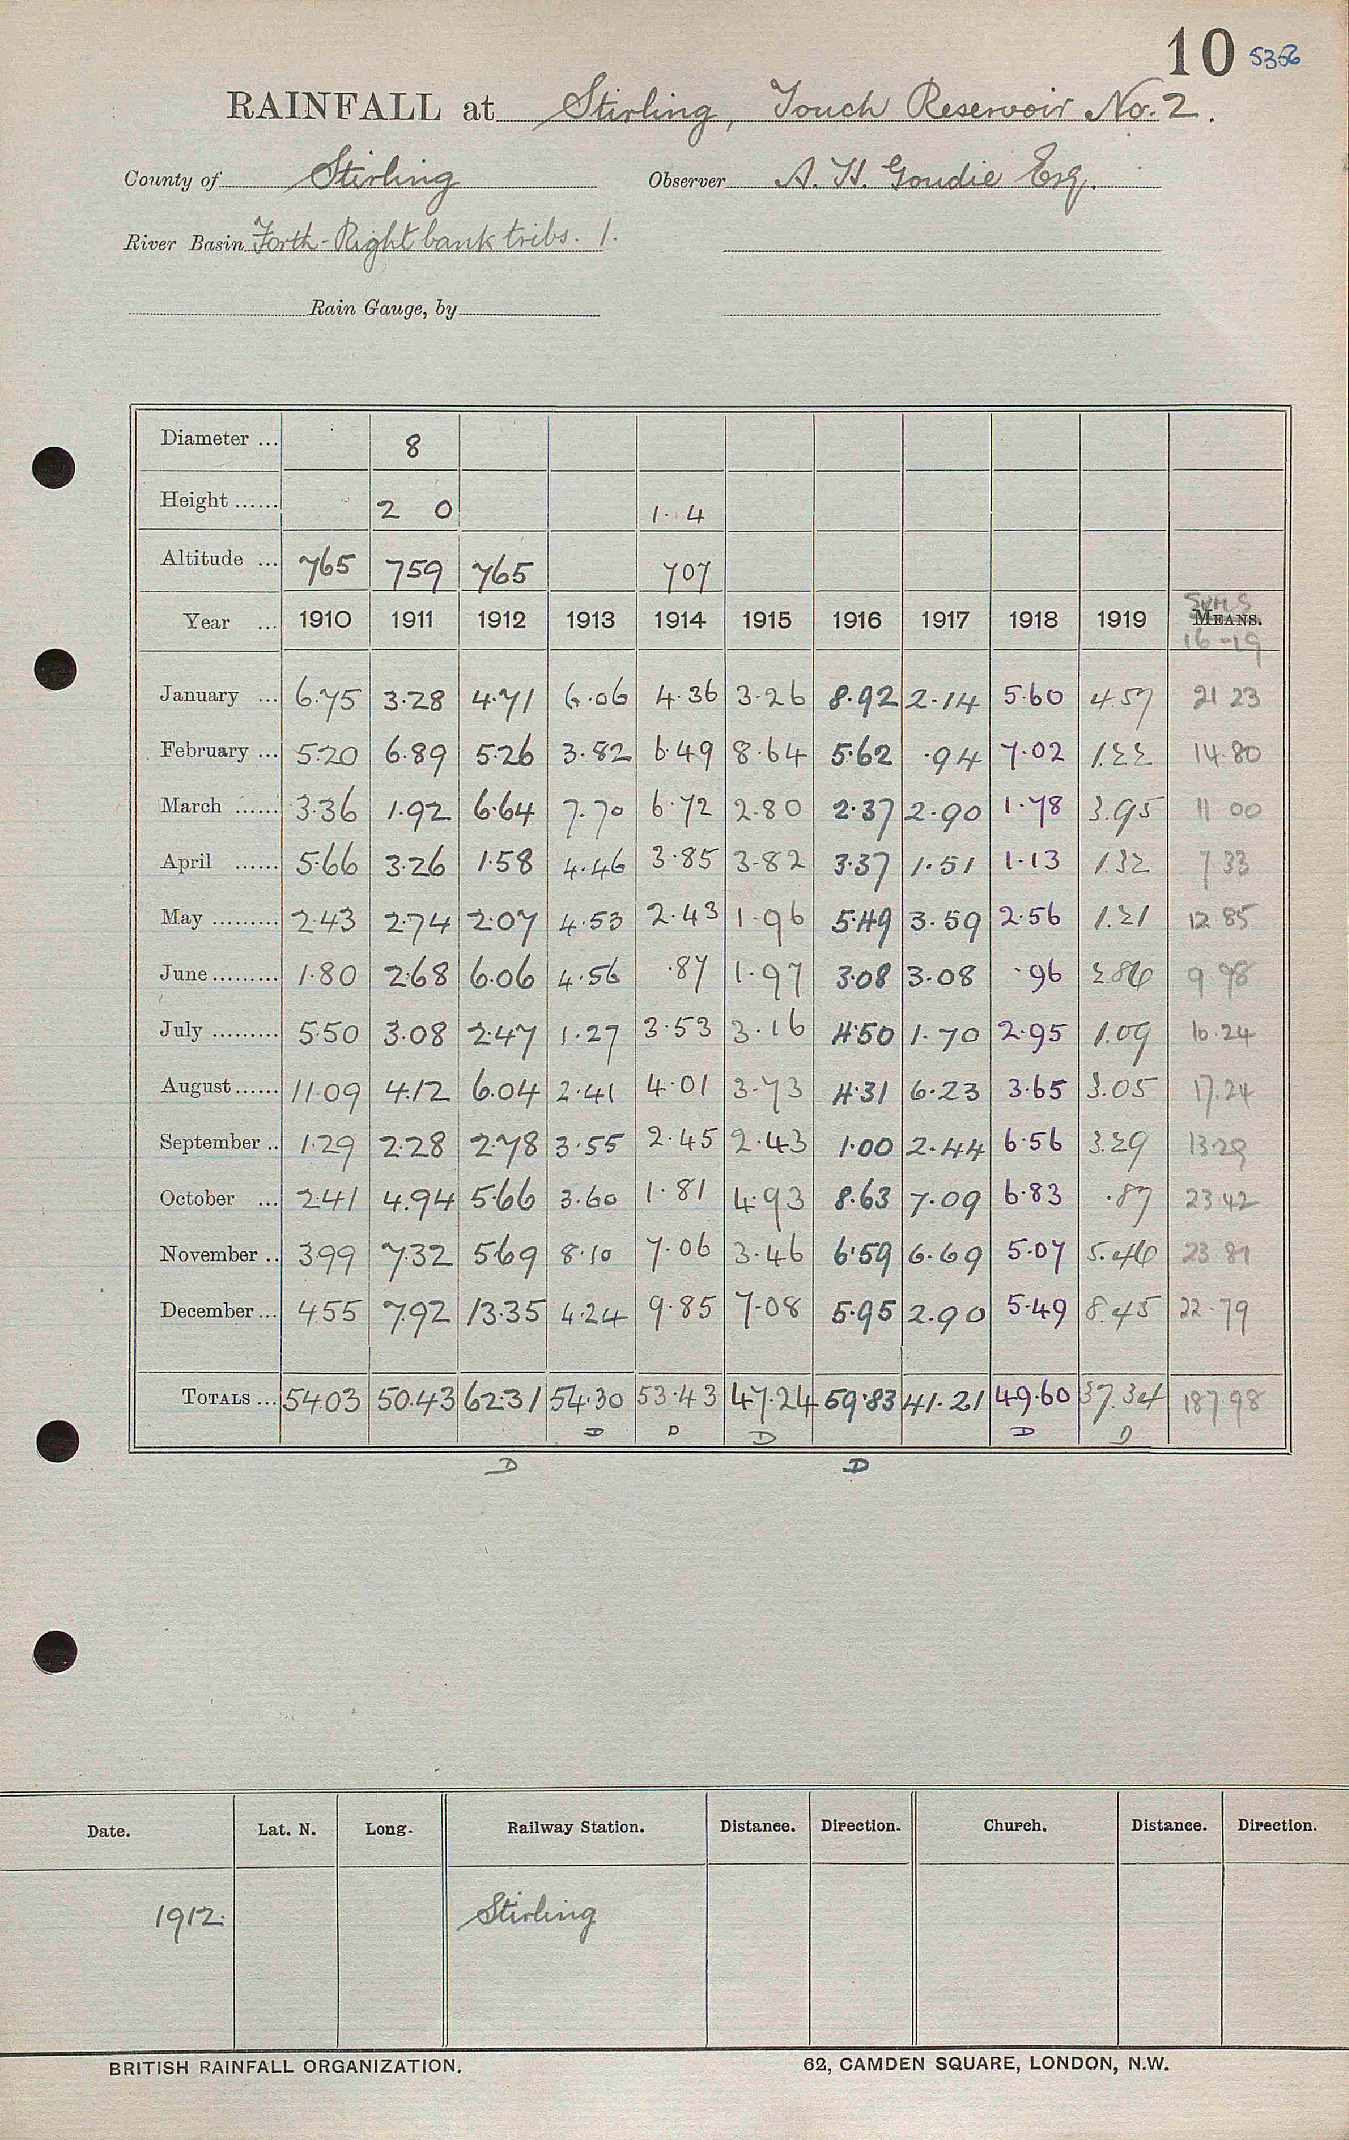 10 5356
RAINFALL at Stirling, Touch Reservoir No. 2.
County of Stirling Observer A. H. Goudie Esq.
River Basin Forth - Right bank tribs. 1.
Rain Gauge, by
Diameter ... 8
Height ...... 2 0 1. 4
Altitude ... 765 759 765 707
SUMS
Year ... 1910 1911 1912 1913 1914 1915 1916 1917 1918 1919 MEANS.
16-19
January ... 6.75 3.28 4.71 6.06 4.36 3.26 8.92 2.14 5.60 4.57 21 23
February ... 5.20 6.89 5.26 3.82 6.49 8.64 5.62 .94 7.02 1.22 14.80
March ...... 3.36 1.92 6.64 7.70 6.72 2.80 2.37 2.90 1.78 3.95 11 00
April ...... 5.66 3.26 1.58 4.46 3.85 3.82 3.37 1.51 1.13 1.32 7.33
May ......... 2.43 2.74 2.07 4.53 2.43 1.96 5.49 3.59 2.56 1.21 12.85
June ......... 1.80 2.68 6.06 4.56 .87 1.97 3.08 3.08 .96 2.86 9 98
July ......... 5.50 3.08 2.47 1.27 3.53 3.16 4.50 1.70 2.95 1.09 10.24
August ...... 11.09 4.12 6.04 2.41 4.01 3.73 4.31 6.23 3.65 3.05 17.24
September .. 1.29 2.28 2.78 3.55 2.45 2.43 1.00 2.44 6.56 3.29 13.29
October ... 2.41 4.94 5.66 3.60 1.81 4.93 8.63 7.09 6.83 .87 23.42
November .. 3.99 7.32 5.69 8.10 7.06 3.46 6.59 6.69 5.07 5.46 23 81
December ... 4.55 7.92 13.35 4.24 9.85 7.08 5.95 2.90 5.49 8.45 22 79
TOTALS ... 54.03 50.43 62.31 54.30 53.43 47.24 59.83 41.21 49.60 37.34 187.98
D D D D D
D D
Date. Lat. N. Long. Railway Station. Distance. Direction. Church. Distance. Direction.
1912. Stirling
BRITISH RAINFALL ORGANIZATION. 62, CAMDEN SQUARE, LONDON, N.W.